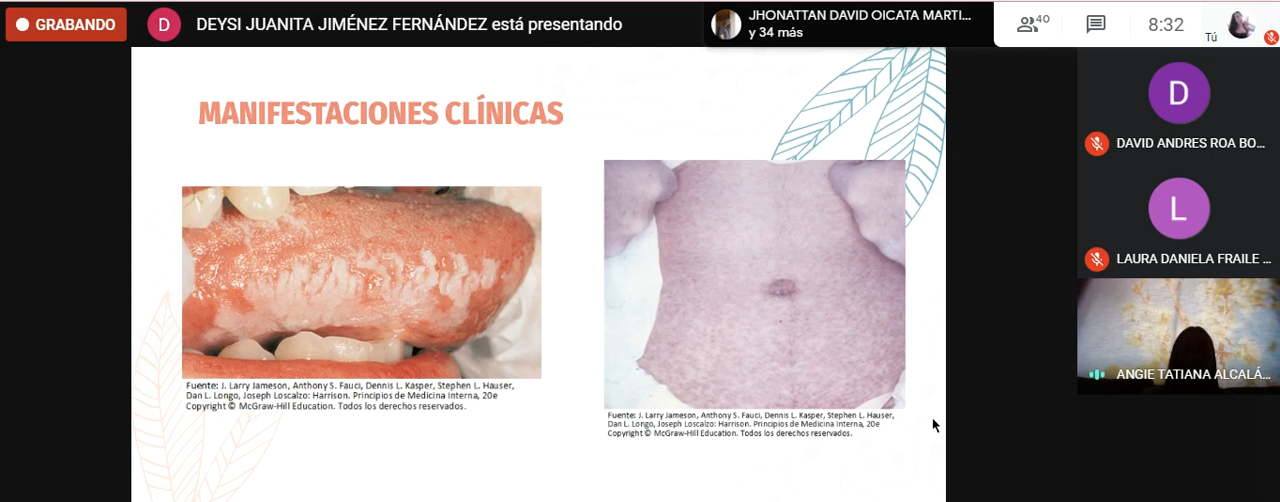 GRABANDO
D
DEYSI JUANITA JIMÉNEZ FERNÁNDEZ está presentando
JHONATTAN DAVID OICATA MARTI...
y 34 más
40
8:32
Tú
MANIFESTACIONES CLÍNICAS
Fuente: J. Larry Jameson, Anthony S. Fauci, Dennis L. Kasper, Stephen L. Hauser,
Dan L. Longo, Joseph Loscalzo: Harrison. Principios de Medicina Interna, 20e
Copyright © McGraw-Hill Education. Todos los derechos reservados.
Fuente: J. Larry Jameson, Anthony S. Fauci, Dennis L. Kasper, Stephen L. Hauser,
Dan L. Longo, Joseph Loscalzo: Harrison. Principios de Medicina Interna, 20e
Copyright © McGraw-Hill Education. Todos los derechos reservados.
D
DAVID ANDRES ROA BO...
L
LAURA DANIELA FRAILE ...
ANGIE TATIANA ALCALÁ...